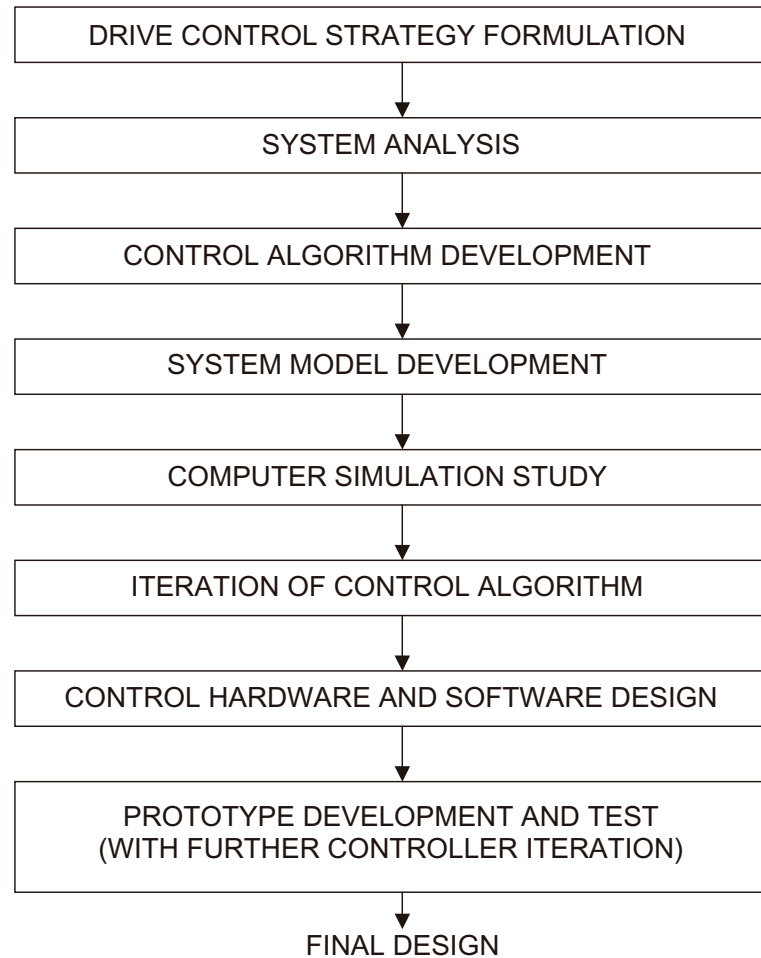 DRIVE CONTROL STRATEGY FORMULATION
SYSTEM ANALYSIS
CONTROL ALGORITHM DEVELOPMENT
SYSTEM MODEL DEVELOPMENT
COMPUTER SIMULATION STUDY
ITERATION OF CONTROL ALGORITHM
CONTROL HARDWARE AND SOFTWARE DESIGN
PROTOTYPE DEVELOPMENT AND TEST
(WITH FURTHER CONTROLLER ITERATION)
FINAL DESIGN